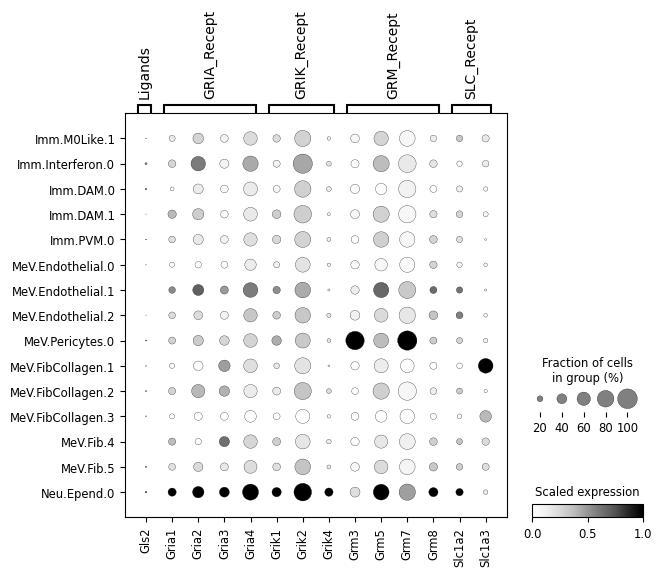 Ligands
GRIA_Recept
GRIK_Recept
GRM_Recept
SLC_Recept
Imm.M0Like.1
Imm.Interferon.0
Imm.DAM.0
Imm.DAM.1
Imm.PVM.0
MeV.Endothelial.0
MeV.Endothelial.1
MeV.Endothelial.2
MeV.Pericytes.0
MeV.FibCollagen.1
MeV.FibCollagen.2
MeV.FibCollagen.3
MeV.Fib.4
MeV.Fib.5
Neu.Epend.0
Gls2
Gria1
Gria2
Gria3
Gria4
Grik1
Grik2
Grik4
Grm3
Grm5
Grm7
Grm8
Slc1a2
Slc1a3
Fraction of cells
in group (%)
20 40 60 80 100
Scaled expression
0.0 0.5 1.0